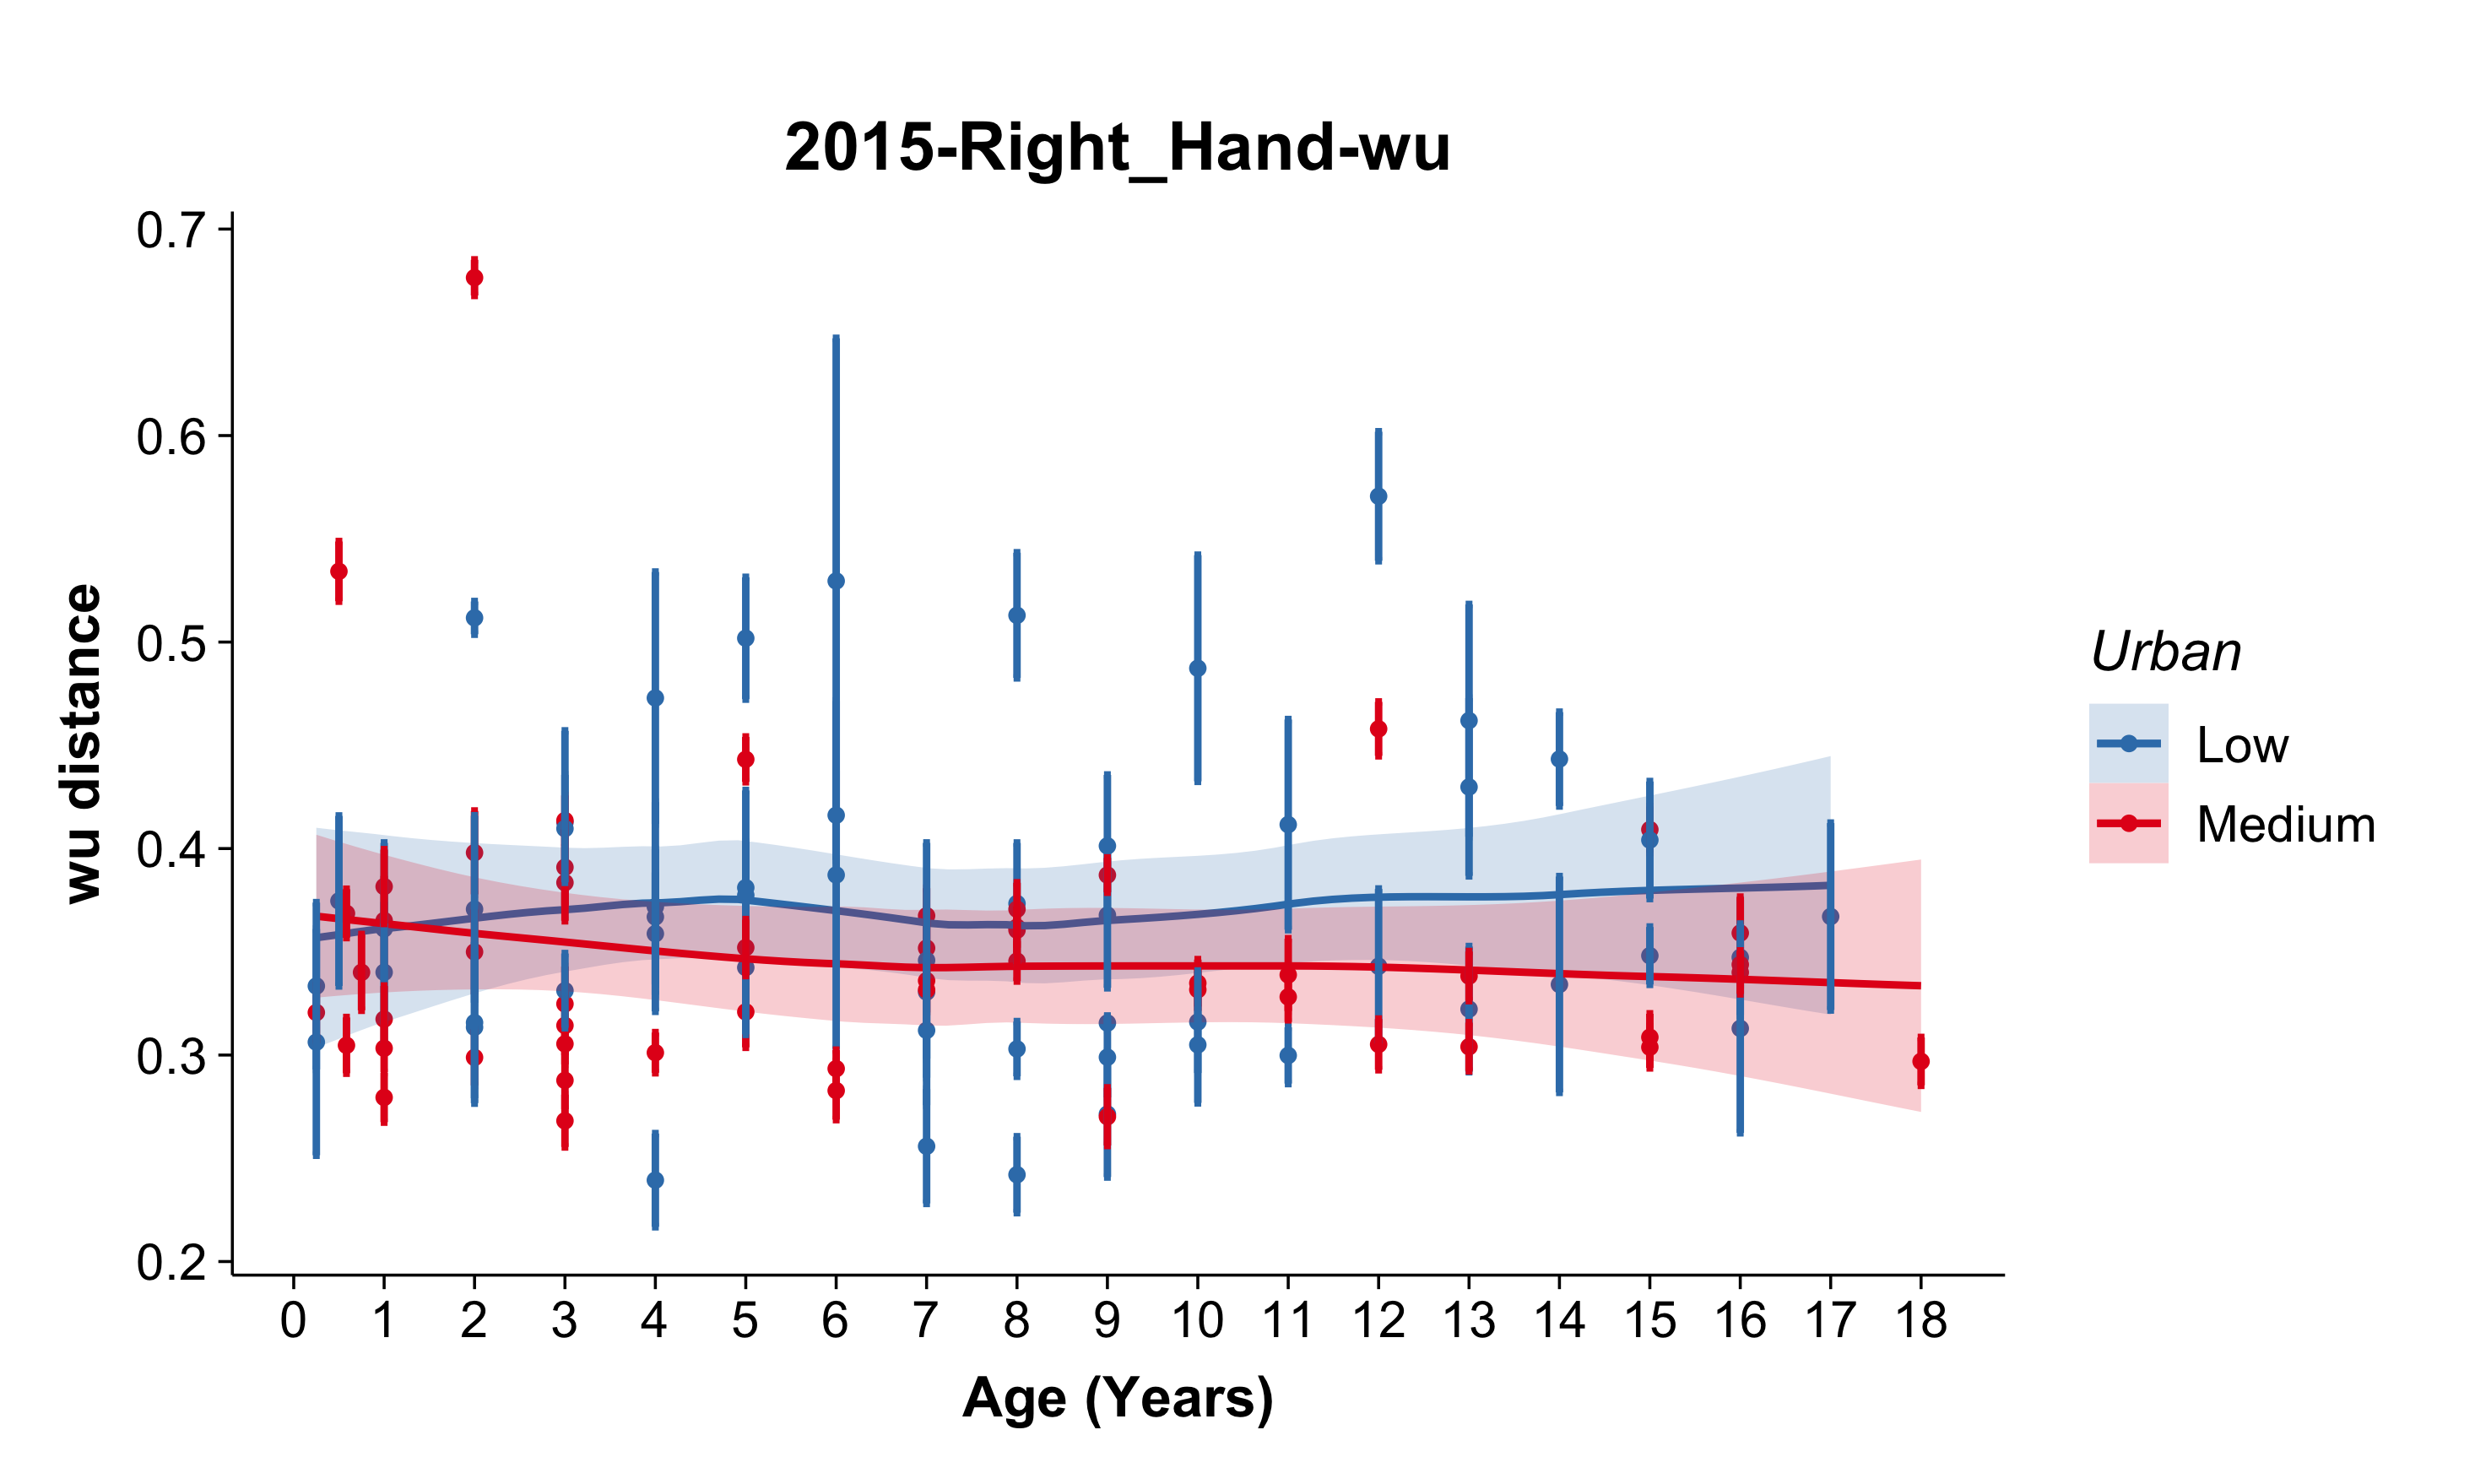 2015-Right_Hand-wu
0.7
0.6
0.5
0.4
0.3
0.2
wu distance
0 1 2 3 4 5 6 7 8 9 10 11 12 13 14 15 16 17 18
Age (Years)
Urban
Low
Medium